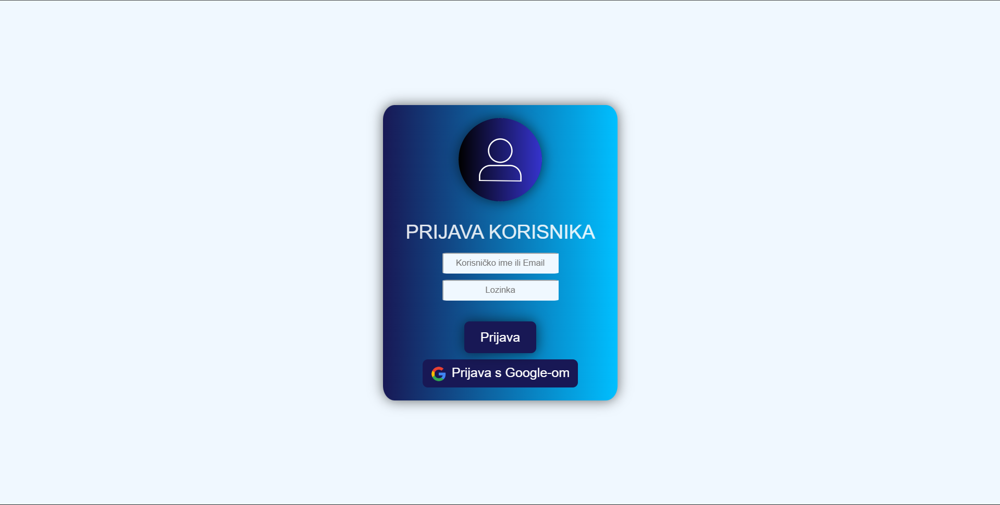 PRIJAVA KORISNIKA
Korisničko ime ili Email
Lozinka
Prijava
Prijava s Google-om